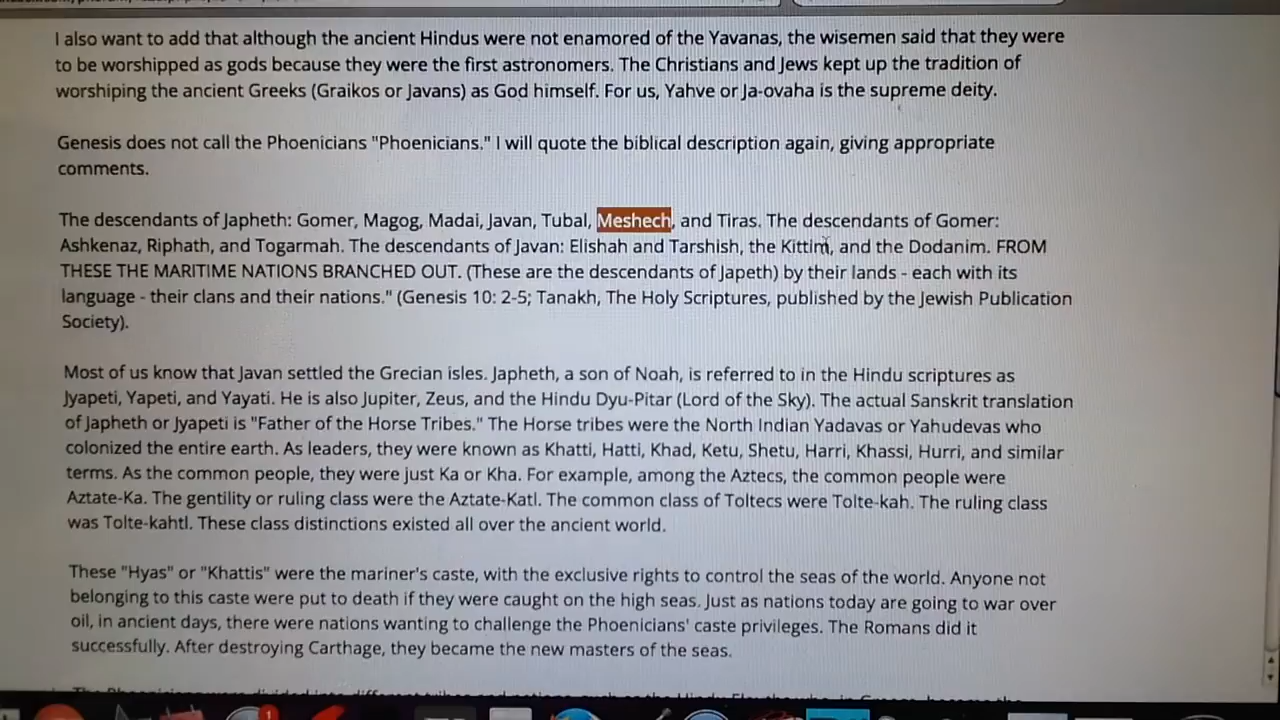 I also want to add that although the ancient Hindus were not enamored of the Yavanas, the wisemen said that they were
to be worshipped as gods because they were the first astronomers. The Christians and Jews kept up the tradition of
worshiping the ancient Greeks (Graikos or Javans) as God himself. For us, Yahve or Ja-ovaha is the supreme deity.
Genesis does not call the Phoenicians "Phoenicians." I will quote the biblical description again, giving appropriate
comments.
The descendants of Japheth: Gomer, Magog, Madai, Javan, Tubal, Meshech, and Tiras. The descendants of Gomer:
Ashkenaz, Riphath, and Togarmah. The descendants of Javan: Elishah and Tarshish, the Kittim, and the Dodanim. FROM
THESE THE MARITIME NATIONS BRANCHED OUT. (These are the descendants of Japeth) by their lands - each with its
language - their clans and their nations." (Genesis 10: 2-5; Tanakh, The Holy Scriptures, published by the Jewish Publication
Society).
Most of us know that Javan settled the Grecian isles. Japheth, a son of Noah, is referred to in the Hindu scriptures as
Jyapeti, Yapeti, and Yayati. He is also Jupiter, Zeus, and the Hindu Dyu-Pitar (Lord of the Sky). The actual Sanskrit translation
of Japheth or Jyapeti is "Father of the Horse Tribes." The Horse tribes were the North Indian Yadavas or Yahudevas who
colonized the entire earth. As leaders, they were known as Khatti, Hatti, Khad, Ketu, Shetu, Harri, Khassi, Hurri, and similar
terms. As the common people, they were just Ka or Kha. For example, among the Aztecs, the common people were
Aztate-Ka. The gentility or ruling class were the Aztate-Katl. The common class of Toltecs were Tolte-kah. The ruling class
was Tolte-kahtl. These class distinctions existed all over the ancient world.
These "Hyas" or "Khattis" were the mariner's caste, with the exclusive rights to control the seas of the world. Anyone not
belonging to this caste were put to death if they were caught on the high seas. Just as nations today are going to war over
oil, in ancient days, there were nations wanting to challenge the Phoenicians' caste privileges. The Romans did it
successfully. After destroying Carthage, they became the new masters of the seas.